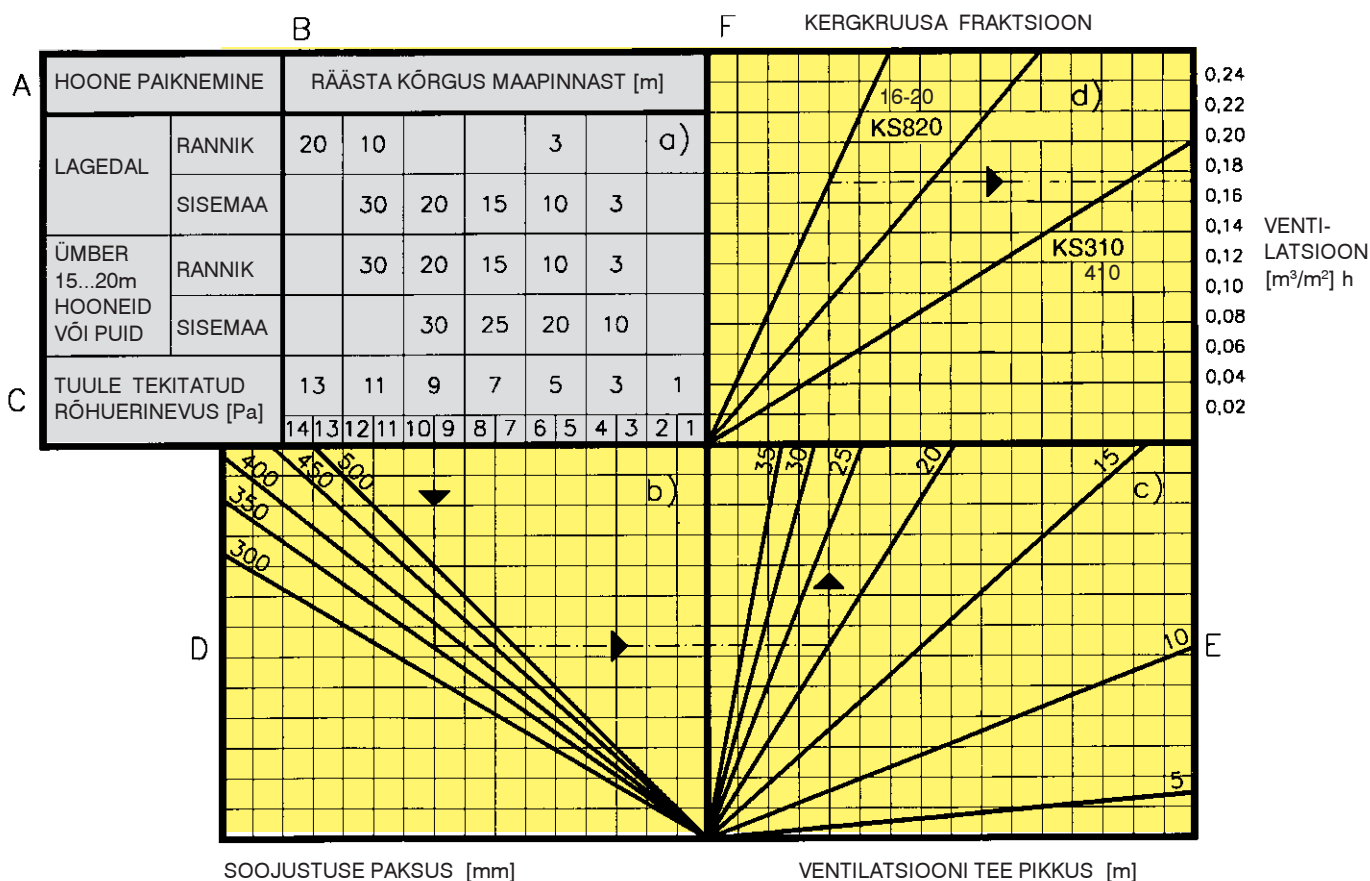 B
F
KERGKRUUSA FRAKTSIOON
A
HOONE PAIKNEMINE
RÄÄSTA KÕRGUS MAAPINNAST [m]
LAGEDAL
RANNIK
20 10 3
a)
SISEMAA
30 20 15 10 3
ÜMBER
15...20m
HOONEID
VÕI PUID
RANNIK
30 20 15 10 3
SISEMAA
30 25 20 10
C
TUULE TEKITATUD
RÕHUERINEVUS [Pa]
13 11 9 7 5 3 1
14 13 12 11 10 9 8 7 6 5 4 3 2 1
16-20
KS820
d)
KS310
410
0,24
0,22
0,20
0,18
0,16
0,14
0,12
0,10
0,08
0,06
0,04
0,02
VENTI-
LATSIOON
[m³/m²] h
D
300
350
400
450
500
b)
35
30
25
20
15
c)
10
5
E
SOOJUSTUSE PAKSUS [mm]
VENTILATSIOONI TEE PIKKUS [m]